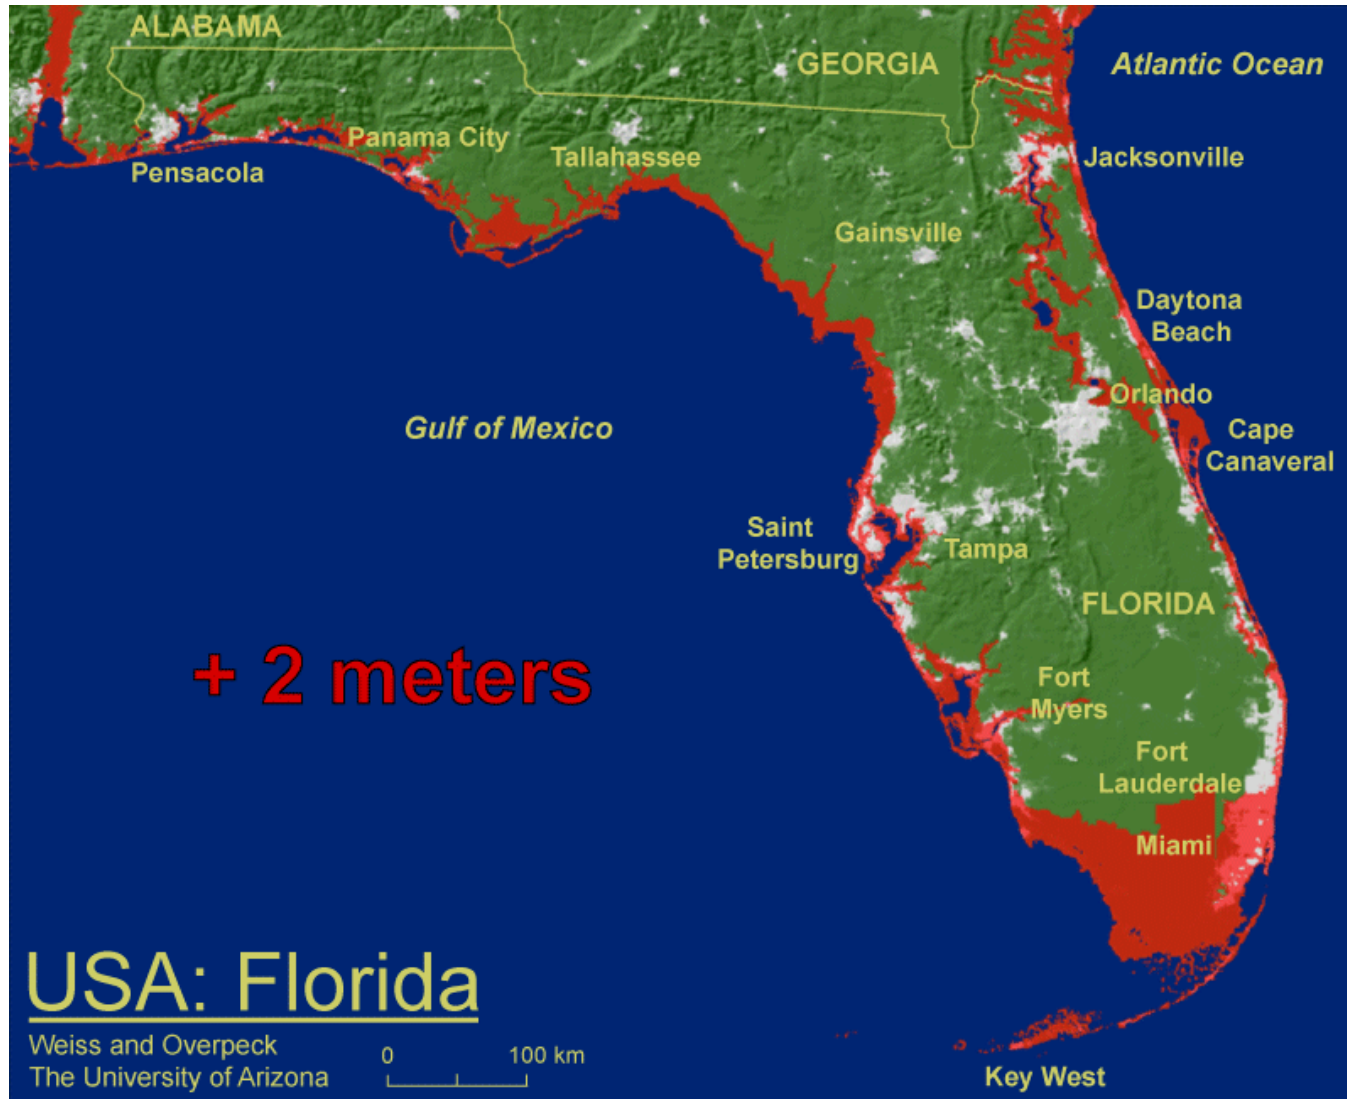 ALABAMA
GEORGIA
Atlantic Ocean
Panama City
Tallahassee
Jacksonville
Pensacola
Gainsville
Daytona
Beach
Orlando
Gulf of Mexico
Cape
Canaveral
Saint
Petersburg
Tampa
FLORIDA
+ 2 meters
Fort
Myers
Fort
Lauderdale
Miami
USA: Florida
Weiss and Overpeck
The University of Arizona
0 100 km
Key West